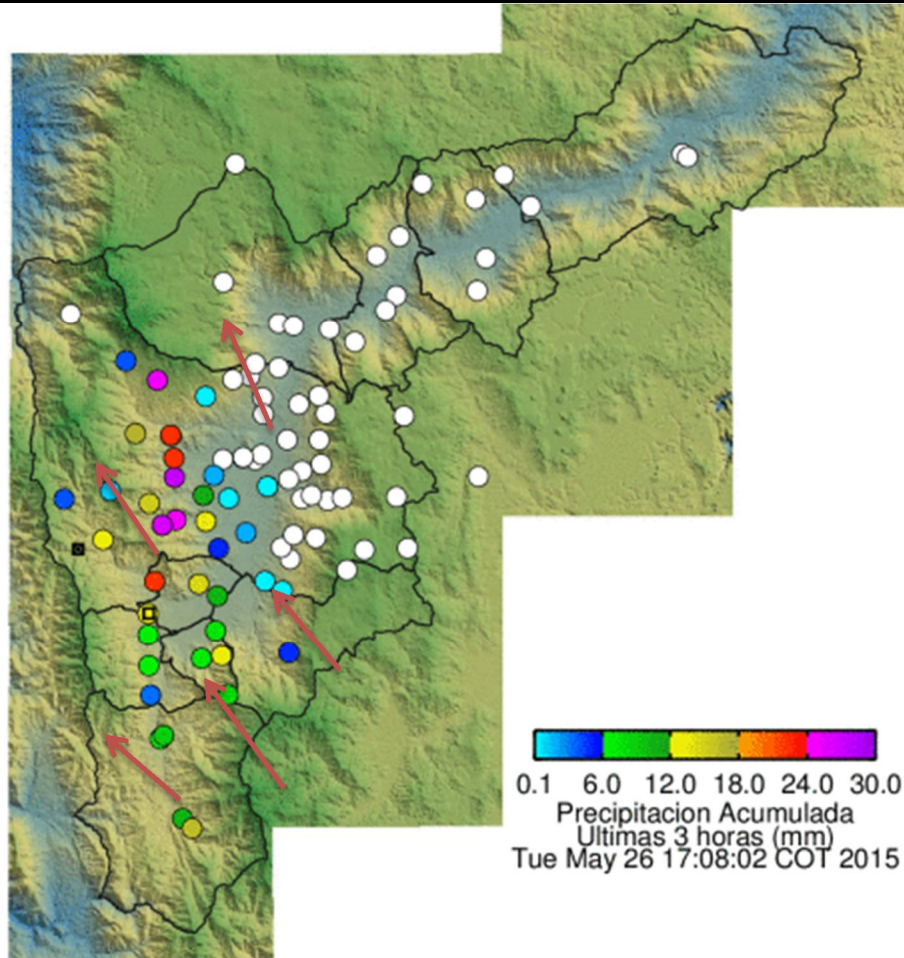 0.1 6.0 12.0 18.0 24.0 30.0
Precipitacion Acumulada
Ultimas 3 horas (mm)
Tue May 26 17:08:02 COT 2015